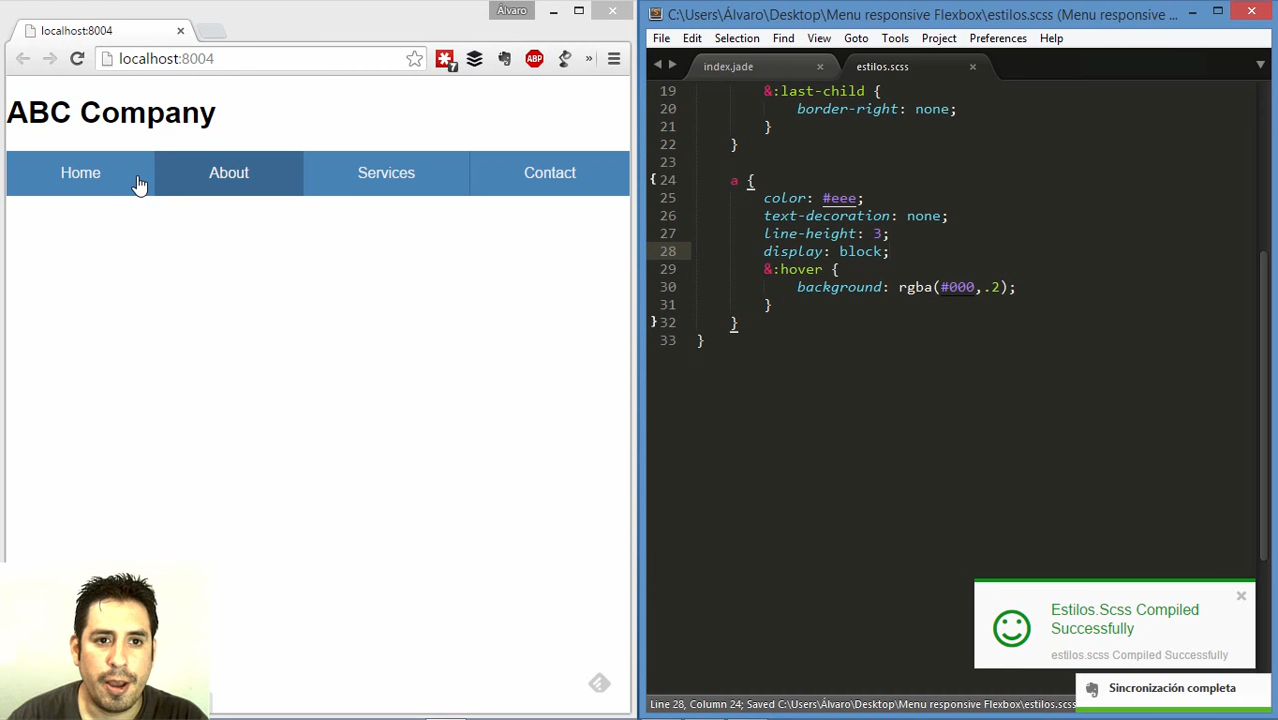 Álvaro
localhost:8004
localhost:8004
7
ABP
»
ABC Company
Home
About
Services
Contact
C:\Users\Álvaro\Desktop\Menu responsive Flexbox\estilos.scss (Menu responsive ...
File Edit Selection Find View Goto Tools Project Preferences Help
index.jade
estilos.scss
19 &:last-child {
20 border-right: none;
21 }
22 }
23
24 a {
25 color: #eee;
26 text-decoration: none;
27 line-height: 3;
28 display: block;
29 &:hover {
30 background: rgba(#000,.2);
31 }
32 }
33 }
Estilos.Scss Compiled
Successfully
estilos.scss Compiled Successfully
Sincronización completa
Line 28, Column 24; Saved C:\Users\Álvaro\Desktop\Menu responsive Flexbox\estilos.scss